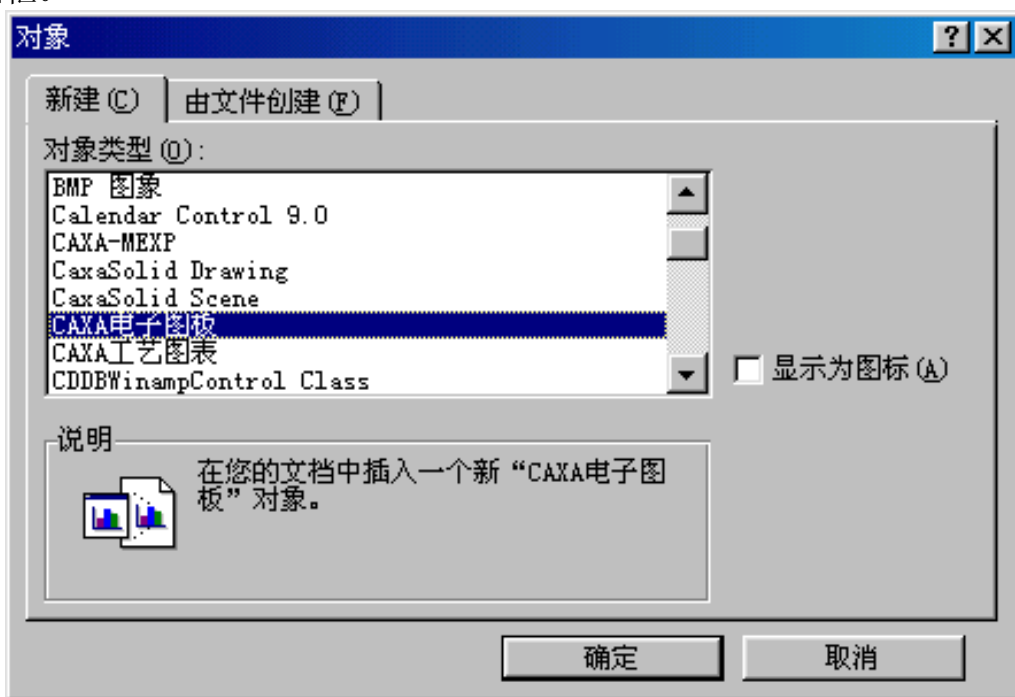 对象
新建(C) 由文件创建(F)
对象类型(O):
BMP 图象
Calendar Control 9.0
CAXA-MEXP
CaxaSolid Drawing
CaxaSolid Scene
CAXA电子图板
CAXA工艺图表
CDDBWinampControl Class
显示为图标(A)
说明
在您的文档中插入一个新“CAXA电子图
板”对象。
确定 取消